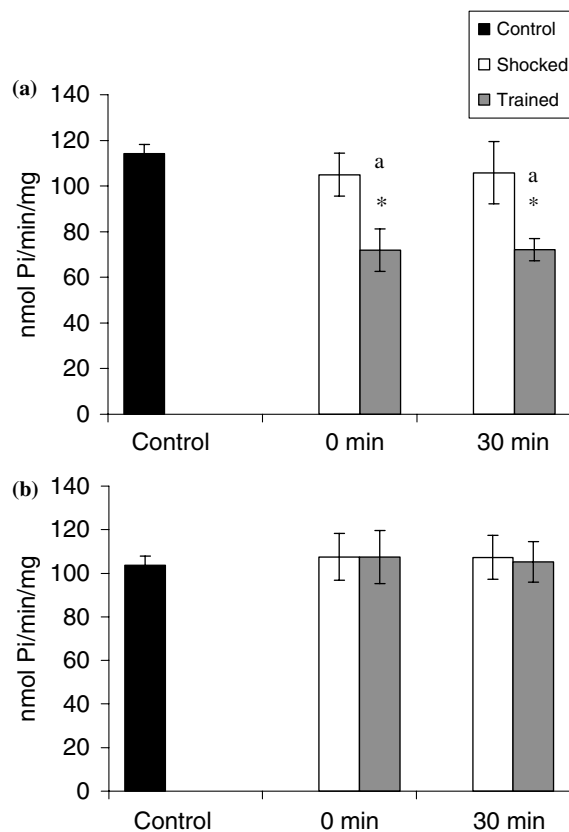 Control
Shocked
Trained
(a)
nmol Pi/min/mg
140
120
100
80
60
40
20
0
a
*
a
*
Control 0 min 30 min
(b)
nmol Pi/min/mg
140
120
100
80
60
40
20
0
Control 0 min 30 min